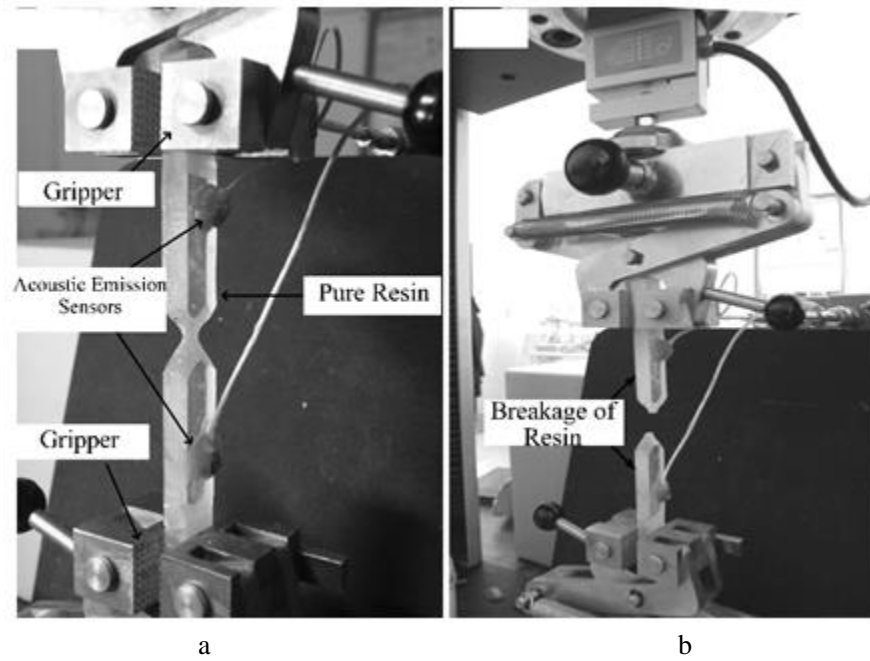 Gripper
Acoustic Emission
Sensors
Pure Resin
Gripper
Breakage of
Resin
a
b